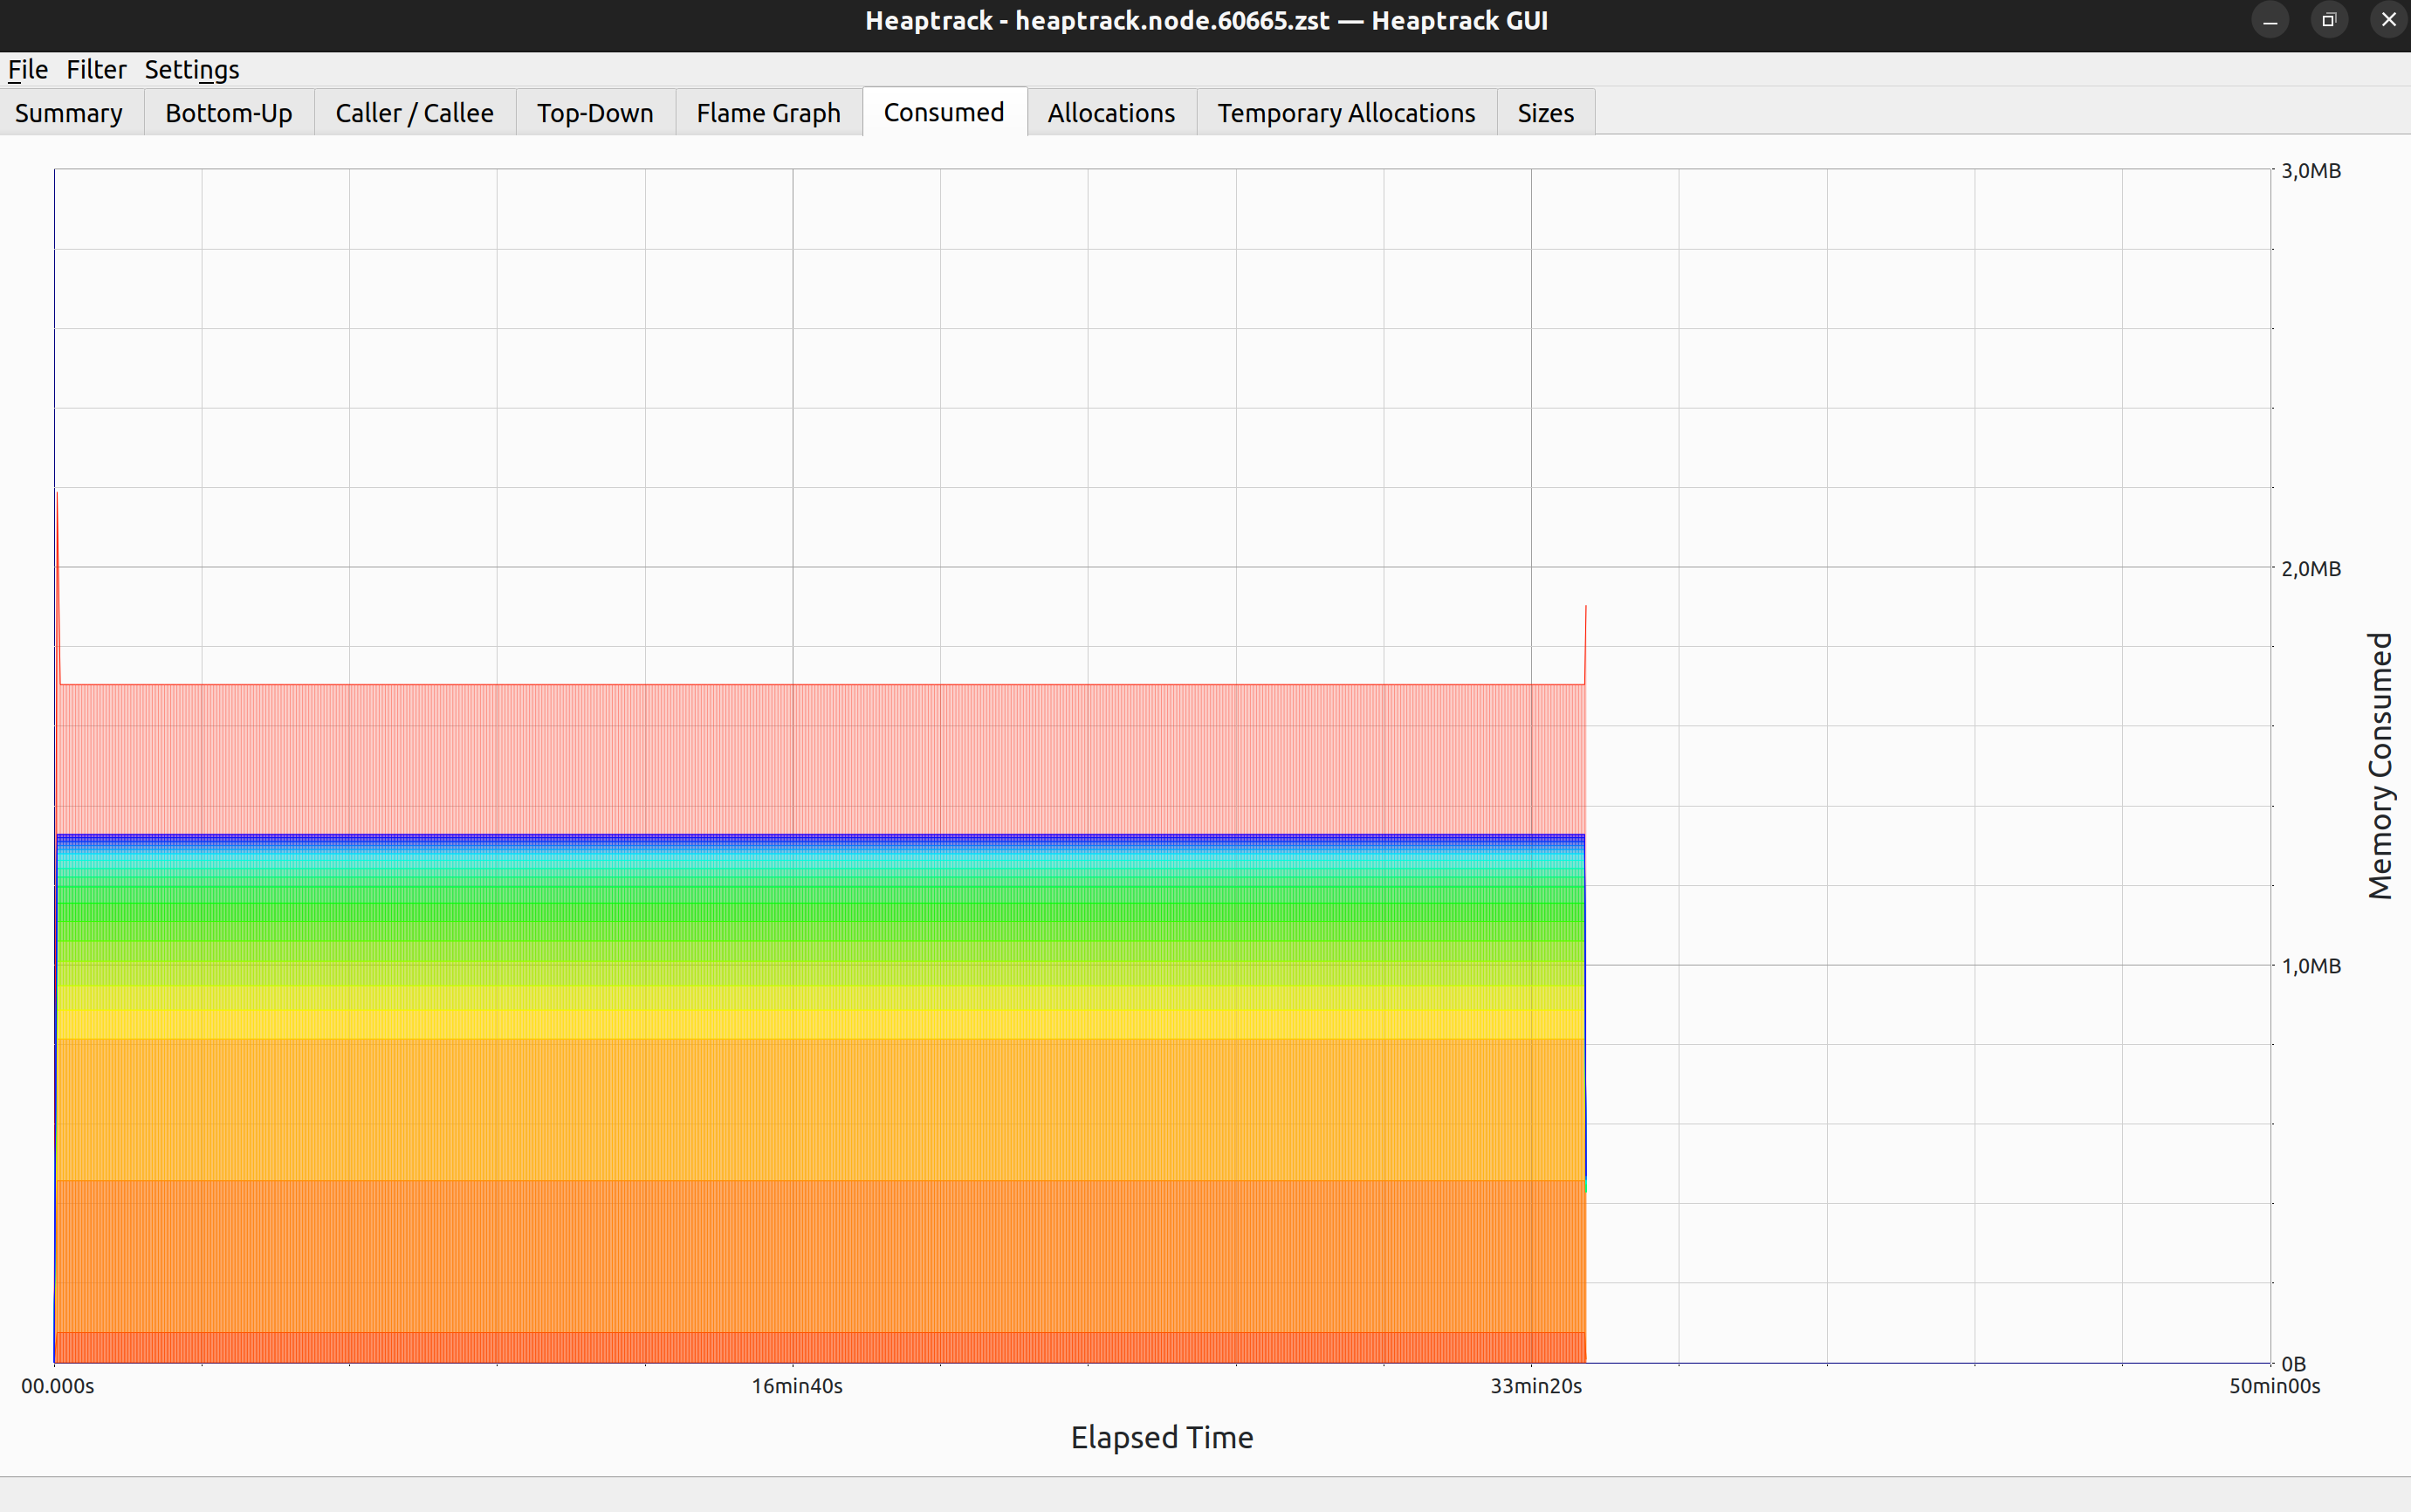 Heaptrack - heaptrack.node.60665.zst — Heaptrack GUI
File Filter Settings
Summary Bottom-Up Caller / Callee Top-Down Flame Graph Consumed Allocations Temporary Allocations Sizes
3,0MB
2,0MB
1,0MB
0B
Memory Consumed
00.000s 16min40s 33min20s 50min00s
Elapsed Time